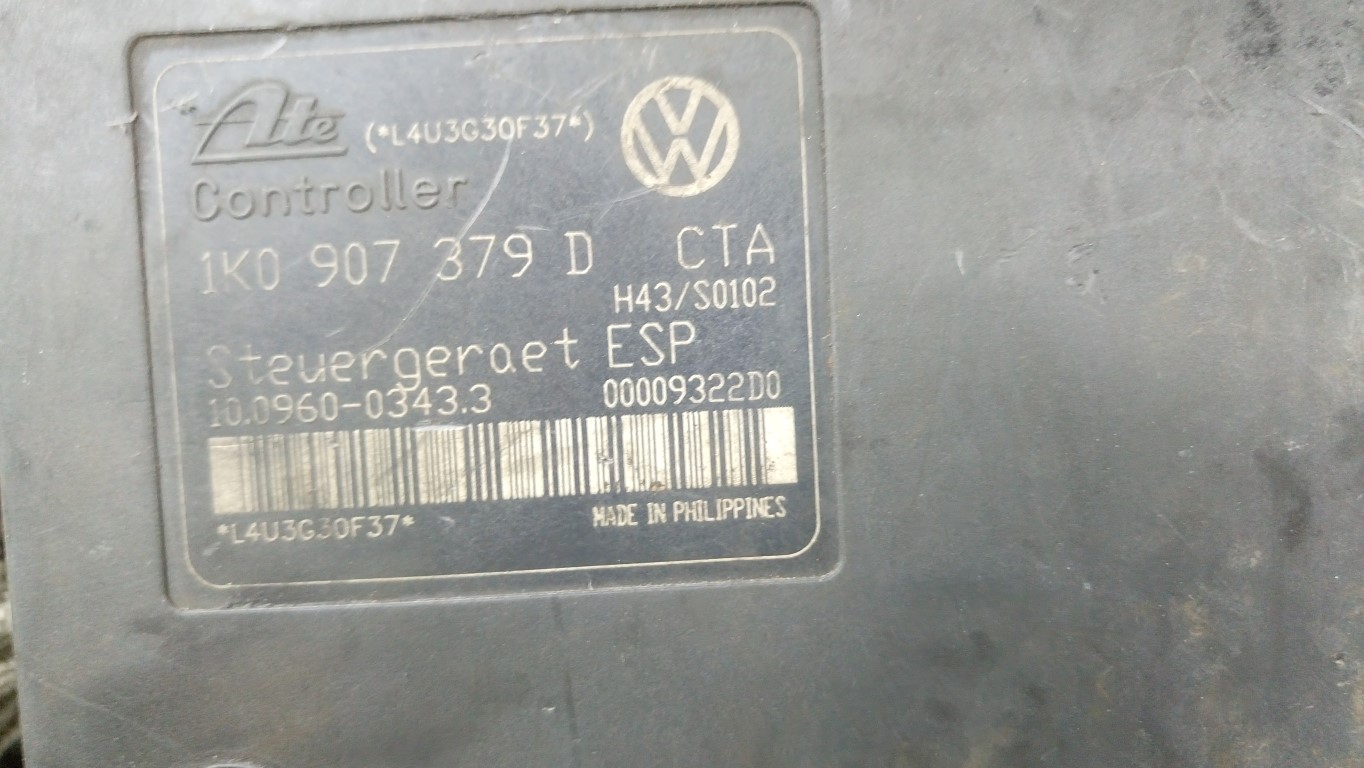 Ate (*L4U3G30F37*)
Controller
1K0 907 379 D CTA
H43/S0102
Steuergeraet ESP
10.0960-0343.3 00009322D0
*L4U3G30F37*
MADE IN PHILIPPINES